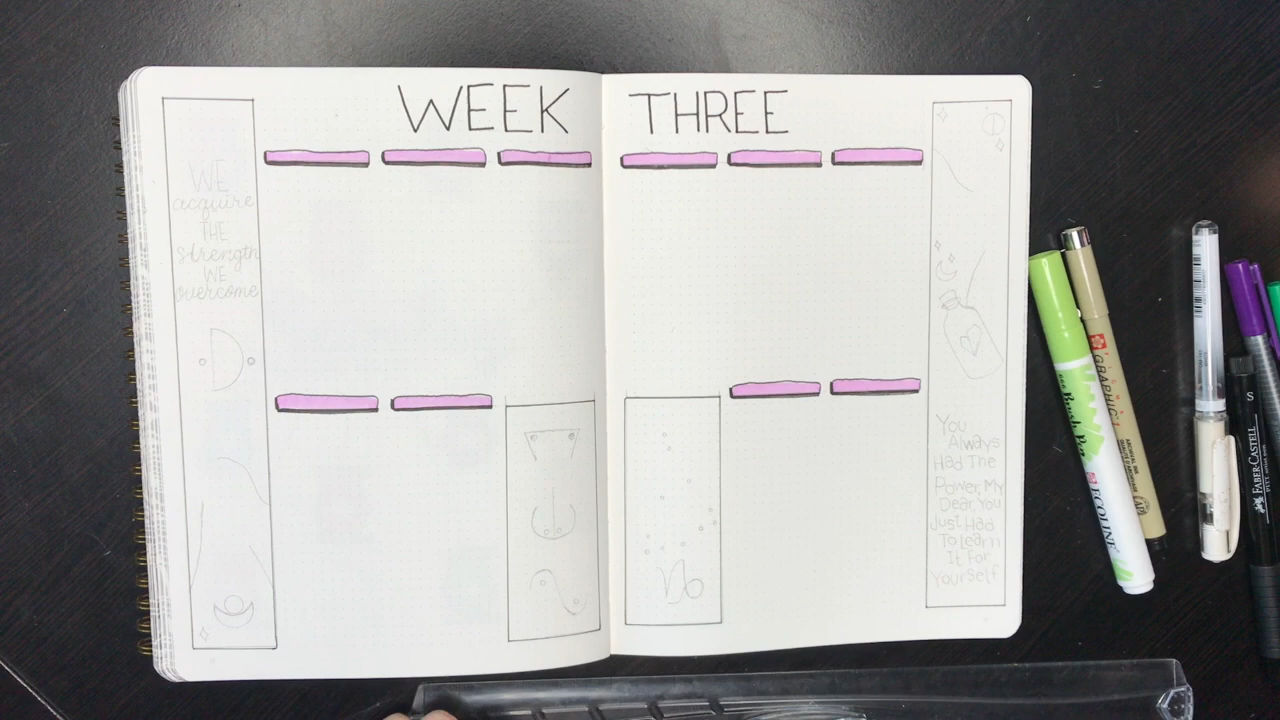 WEEK THREE
WE
acquire
THE
strength
WE
overcome
You
Always
Had The
Power, My
Dear, You
Just Had
To Learn
It For
Yourself
Brush Pen
ECOLINE
GRAPHIC
S
FABER-CASTELL